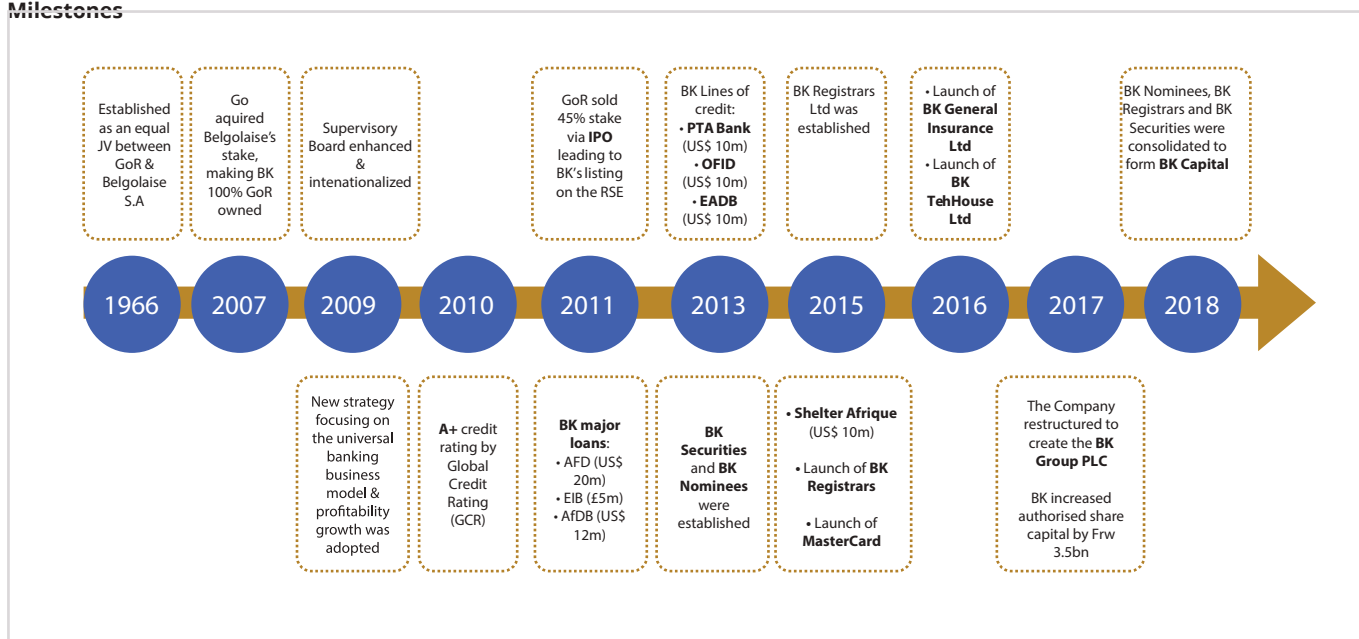 Milestones
Established
as an equal
JV between
GoR &
Belgolaise
S.A
Go
aquired
Belgolaise's
stake,
making BK
100% GoR
owned
Supervisory
Board enhanced
&
intenationalized
GoR sold
45% stake
via IPO
leading to
BK's listing
on the RSE
BK Lines of
credit:
• PTA Bank
(US$ 10m)
• OFID
(US$ 10m)
• EADB
(US$ 10m)
BK Registrars
Ltd was
established
• Launch of
BK General
Insurance
Ltd
• Launch of
BK
TehHouse
Ltd
BK Nominees, BK
Registrars and BK
Securities were
consolidated to
form BK Capital
1966
2007
2009
2010
2011
2013
2015
2016
2017
2018
New strategy
focusing on
the universal
banking
business
model &
profitability
growth was
adopted
A+ credit
rating by
Global
Credit
Rating
(GCR)
BK major
loans:
• AFD (US$
20m)
• EIB (£5m)
• AfDB (US$
12m)
BK
Securities
and BK
Nominees
were
established
• Shelter Afrique
(US$ 10m)
• Launch of BK
Registrars
• Launch of
MasterCard
The Company
restructured to
create the BK
Group PLC
BK increased
authorised share
capital by Frw
3.5bn